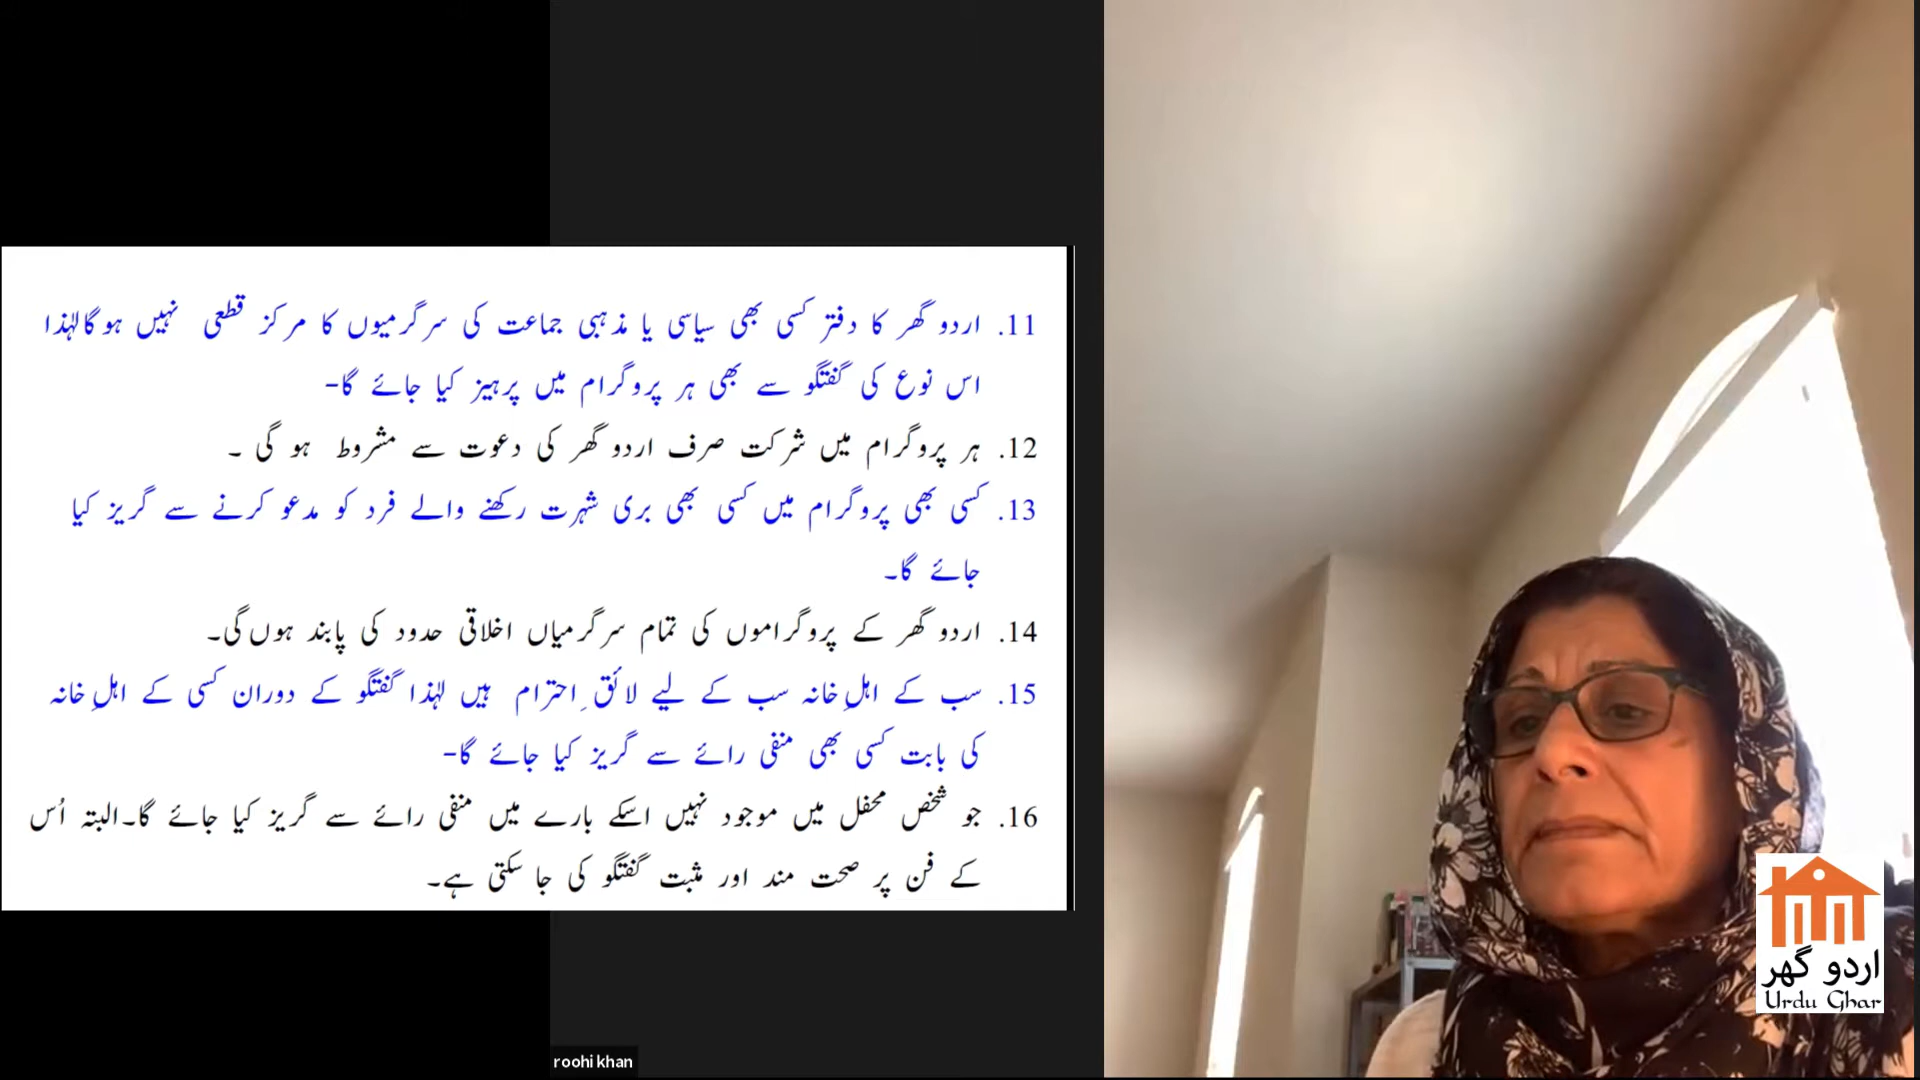 11. اردو گھر کا دفتر کسی بھی سیاسی یا مذہبی جماعت کی سرگرمیوں کا مرکز قطعی نہیں ہوگا لہٰذا
اس نوع کی گفتگو سے بھی ہر پروگرام میں پرہیز کیا جائے گا-
12. ہر پروگرام میں شرکت صرف اردو گھر کی دعوت سے مشروط ہو گی ۔
13. کسی بھی پروگرام میں کسی بھی بری شہرت رکھنے والے فرد کو مدعو کرنے سے گریز کیا
جائے گا۔
14. اردو گھر کے پروگراموں کی تمام سرگرمیاں اخلاقی حدود کی پابند ہوں گی۔
15. سب کے اہلِ خانہ سب کے لیے لائقِ احترام ہیں لہٰذا گفتگو کے دوران کسی کے اہلِ خانہ
کی بابت کسی بھی منفی رائے سے گریز کیا جائے گا-
16. جو شخص محفل میں موجود نہیں اسکے بارے میں منفی رائے سے گریز کیا جائے گا۔ البتہ اُس
کے فن پر صحت مند اور مثبت گفتگو کی جا سکتی ہے۔
اردو گھر
Urdu Ghar
roohi khan